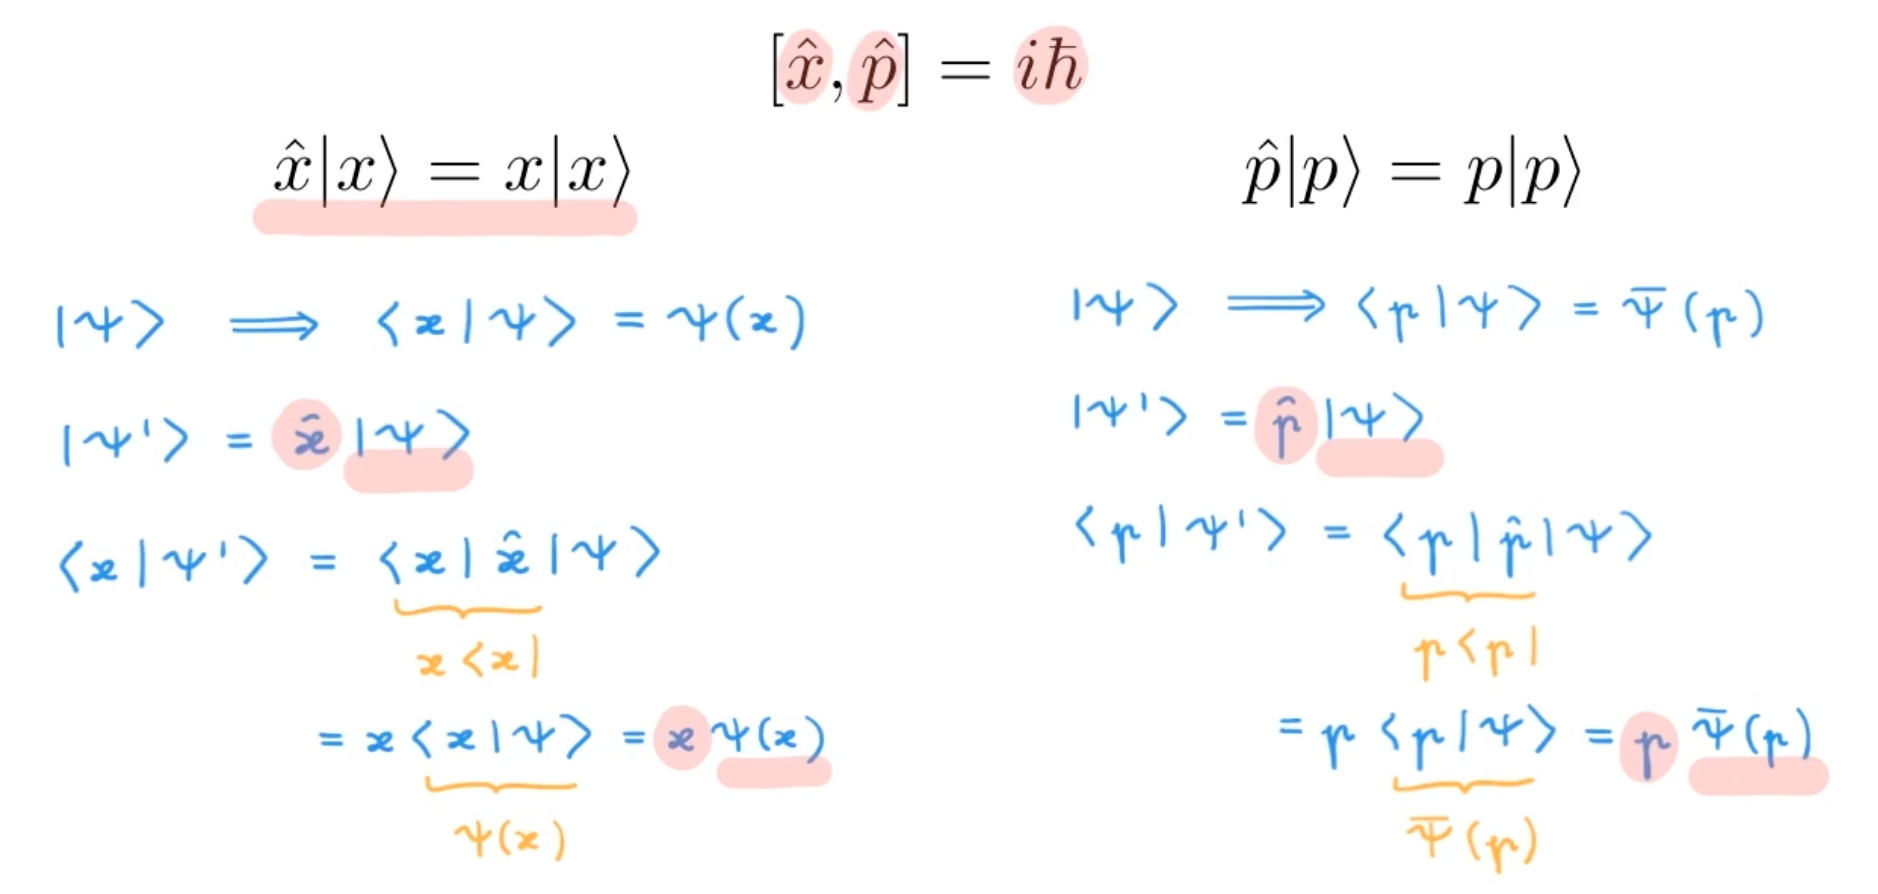 [x̂, p̂] = iħ
x̂|x⟩ = x|x⟩
|ψ⟩ ⟹ ⟨x|ψ⟩ = ψ(x)
|ψ'⟩ = x̂|ψ⟩
⟨x|ψ'⟩ = ⟨x|x̂|ψ⟩
x⟨x|
= x⟨x|ψ⟩ = xψ(x)
ψ(x)
p̂|p⟩ = p|p⟩
|ψ⟩ ⟹ ⟨p|ψ⟩ = ψ̅(p)
|ψ'⟩ = p̂|ψ⟩
⟨p|ψ'⟩ = ⟨p|p̂|ψ⟩
p⟨p|
= p⟨p|ψ⟩ = pψ̅(p)
ψ̅(p)